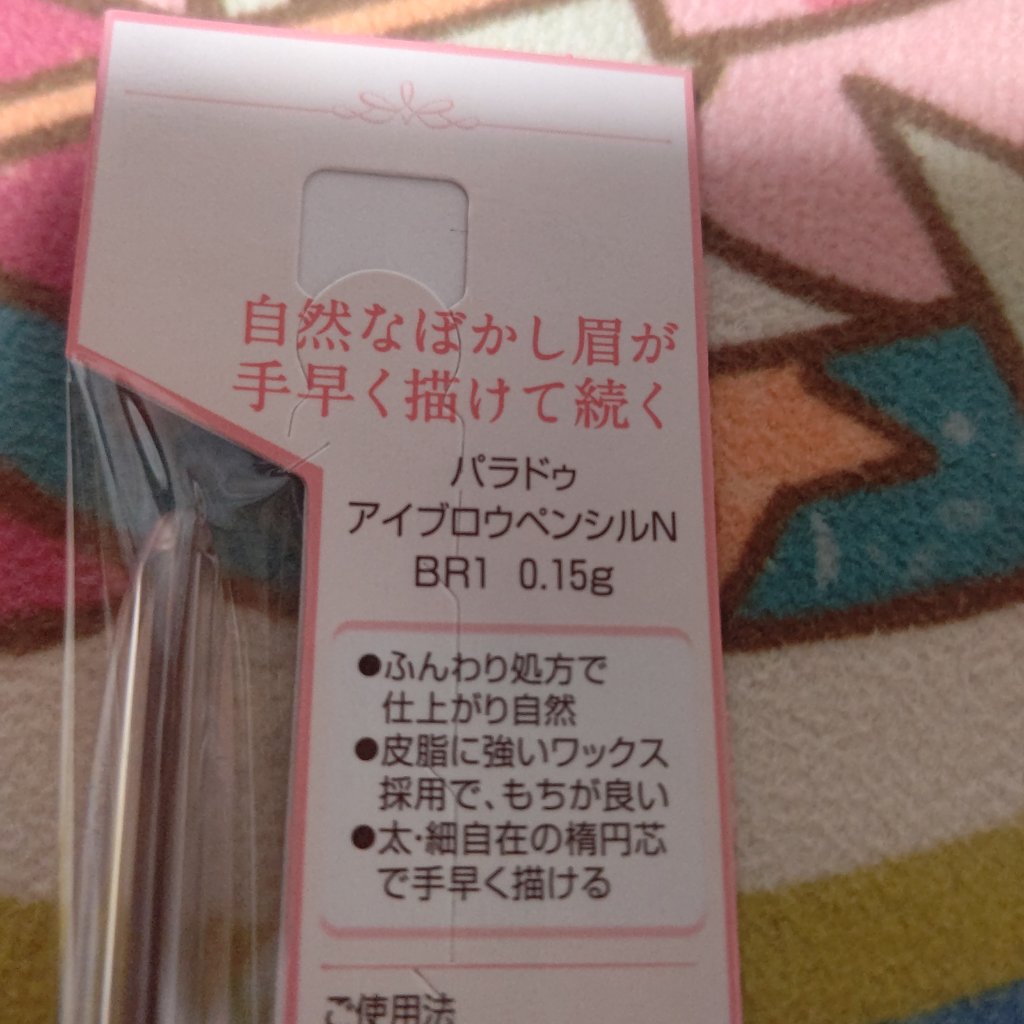 自然なぼかし眉が
手早く描けて続く
パラドゥ
アイブロウペンシルN
BR1 0.15g
●ふんわり処方で
仕上がり自然
●皮脂に強いワックス
採用で、もちが良い
●太・細自在の楕円芯
で手早く描ける
ご使用法